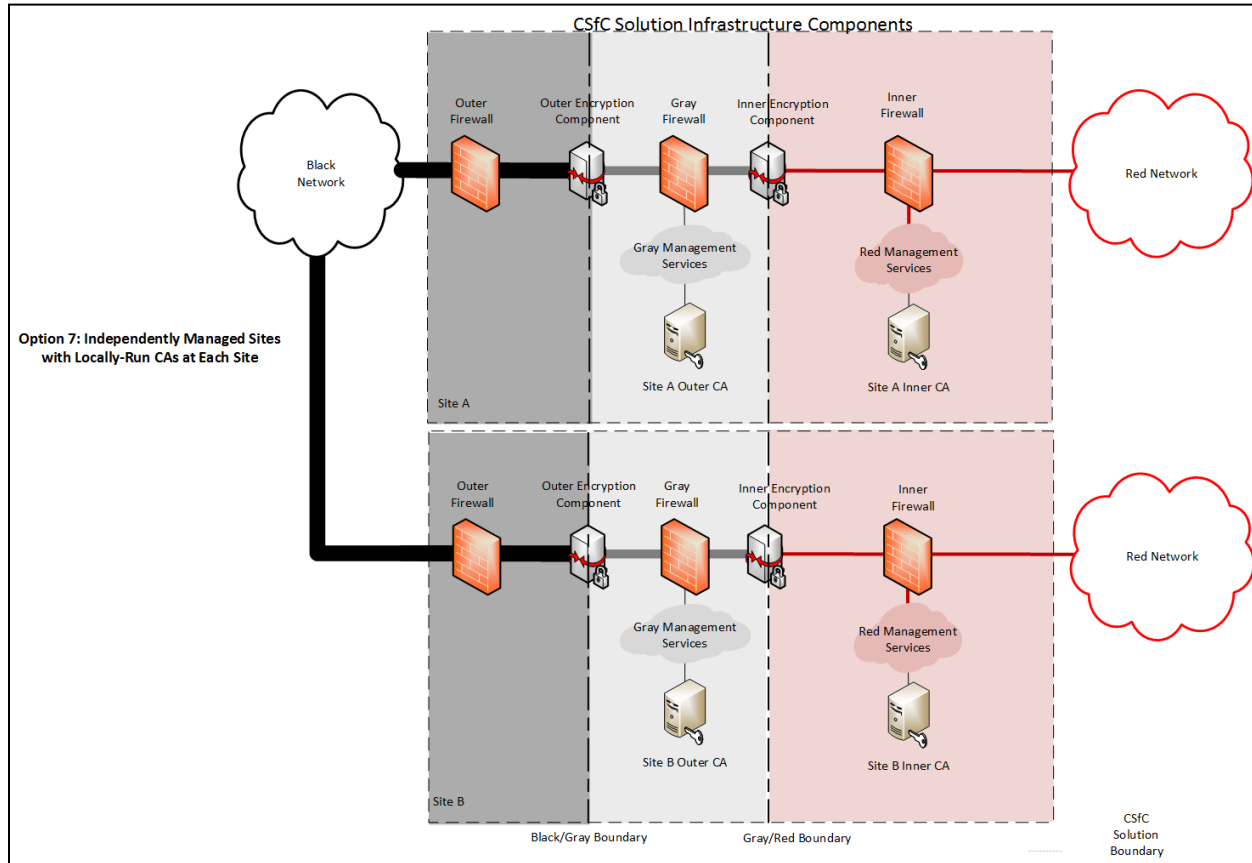 CSfC Solution Infrastructure Components
Outer
Firewall
Outer Encryption
Component
Gray
Firewall
Inner Encryption
Component
Inner
Firewall
Black
Network
Red Network
Gray Management
Services
Red Management
Services
Site A Outer CA
Site A Inner CA
Site A
Option 7: Independently Managed Sites
with Locally-Run CAs at Each Site
Outer
Firewall
Outer Encryption
Component
Gray
Firewall
Inner Encryption
Component
Inner
Firewall
Red Network
Gray Management
Services
Red Management
Services
Site B Outer CA
Site B Inner CA
Site B
Black/Gray Boundary
Gray/Red Boundary
CSfC
Solution
Boundary